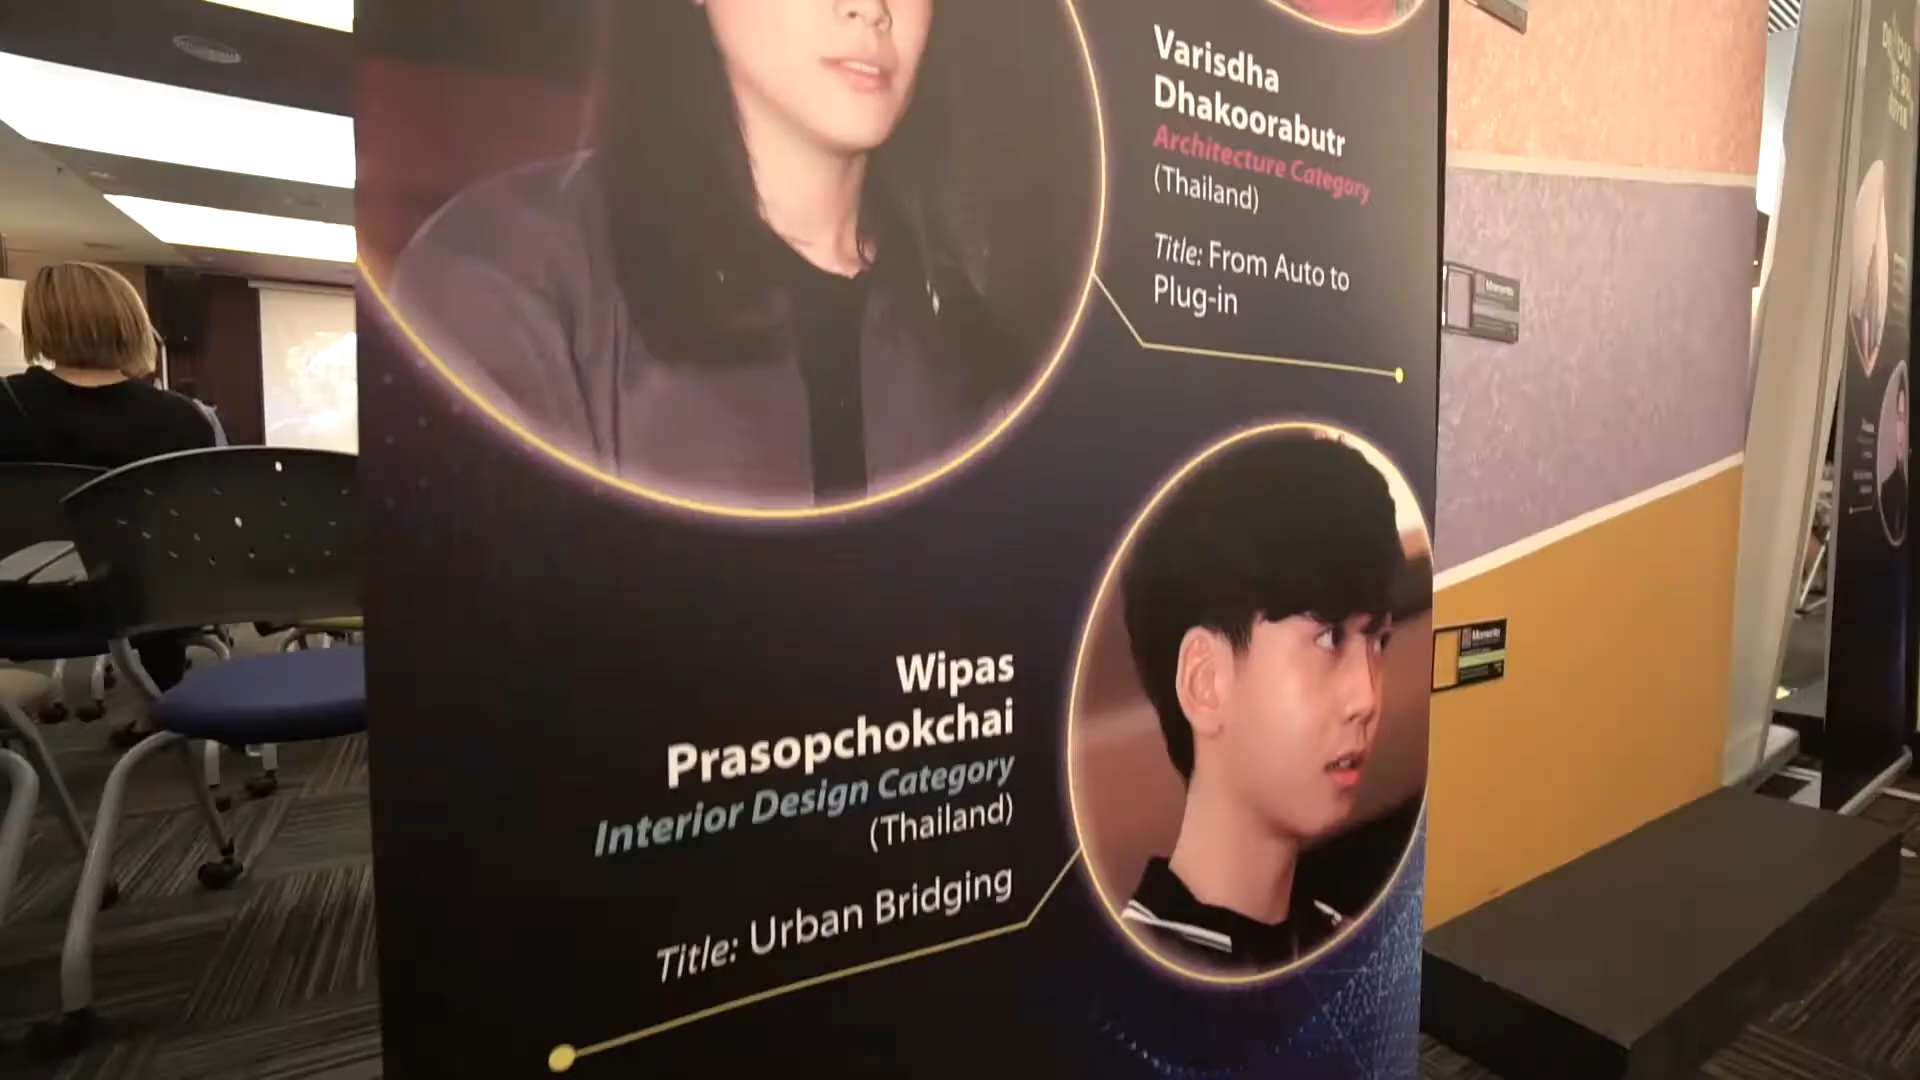 Varisdha
Dhakoorabutr
Architecture Category
(Thailand)
Title: From Auto to
Plug-in
Wipas
Prasopchokchai
Interior Design Category
(Thailand)
Title: Urban Bridging
Momento